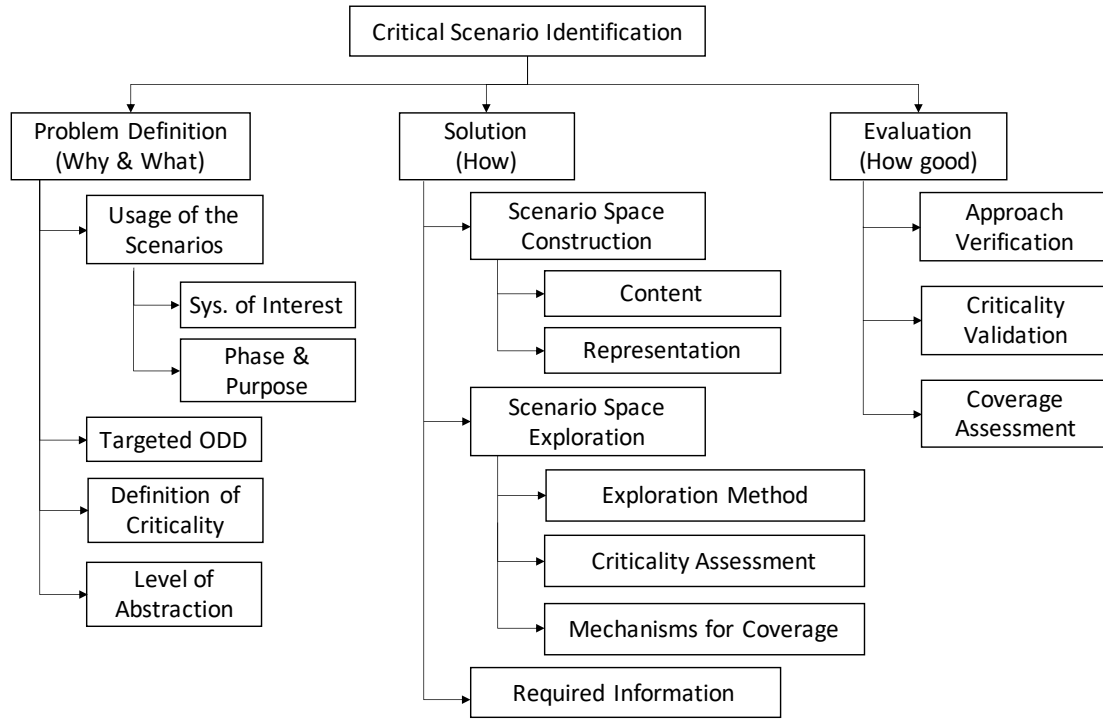 Critical Scenario Identification
Problem Definition
(Why & What)
Usage of the
Scenarios
Sys. of Interest
Phase &
Purpose
Targeted ODD
Definition of
Criticality
Level of
Abstraction
Solution
(How)
Scenario Space
Construction
Content
Representation
Scenario Space
Exploration
Exploration Method
Criticality Assessment
Mechanisms for Coverage
Required Information
Evaluation
(How good)
Approach
Verification
Criticality
Validation
Coverage
Assessment